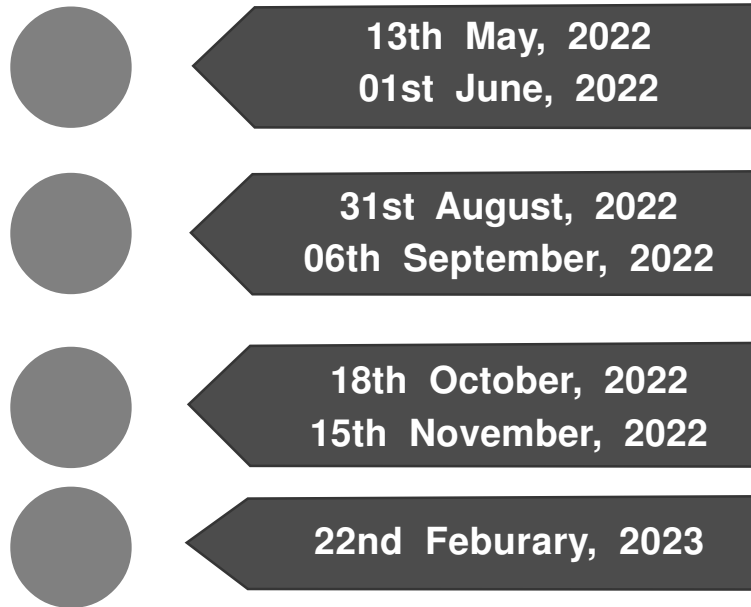 13th May, 2022
01st June, 2022
31st August, 2022
06th September, 2022
18th October, 2022
15th November, 2022
22nd Feburary, 2023